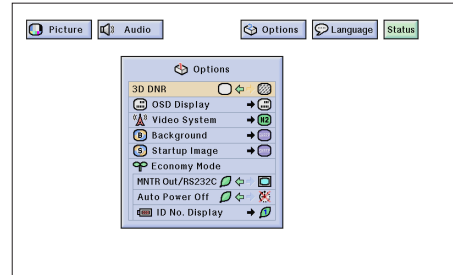 Picture Audio Options Language Status
Options
3D DNR
OSD Display
Video System
B Background
S Startup Image
Economy Mode
MNTR Out/RS232C
Auto Power Off
ID No. Display